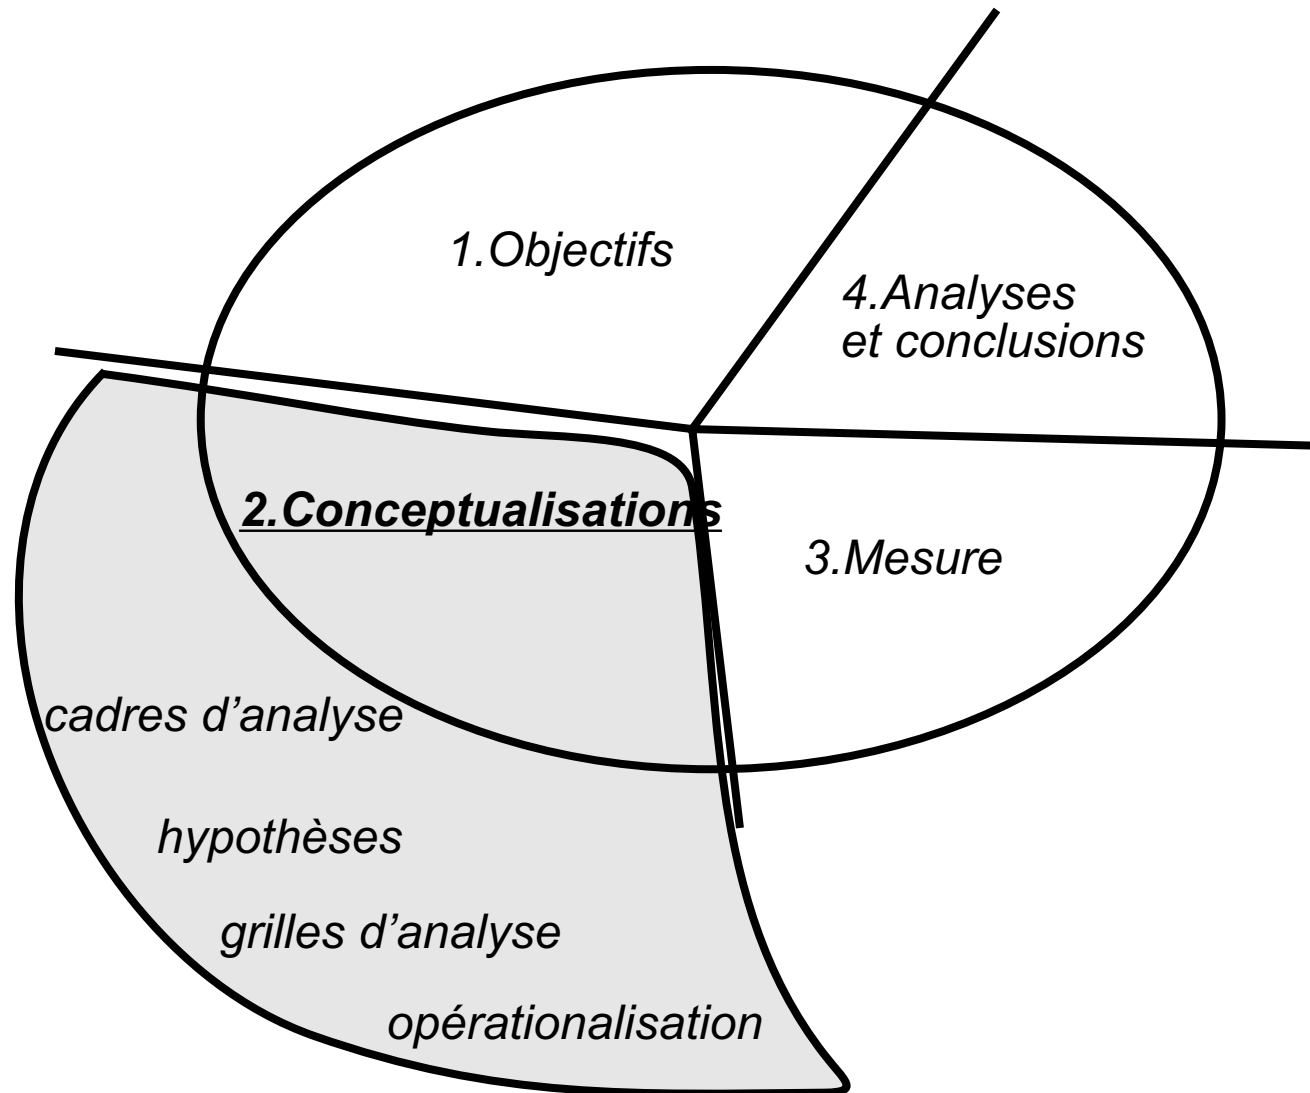 1.Objectifs
4.Analyses
et conclusions
2.Conceptualisations
3.Mesure
cadres d’analyse
hypothèses
grilles d’analyse
opérationalisation